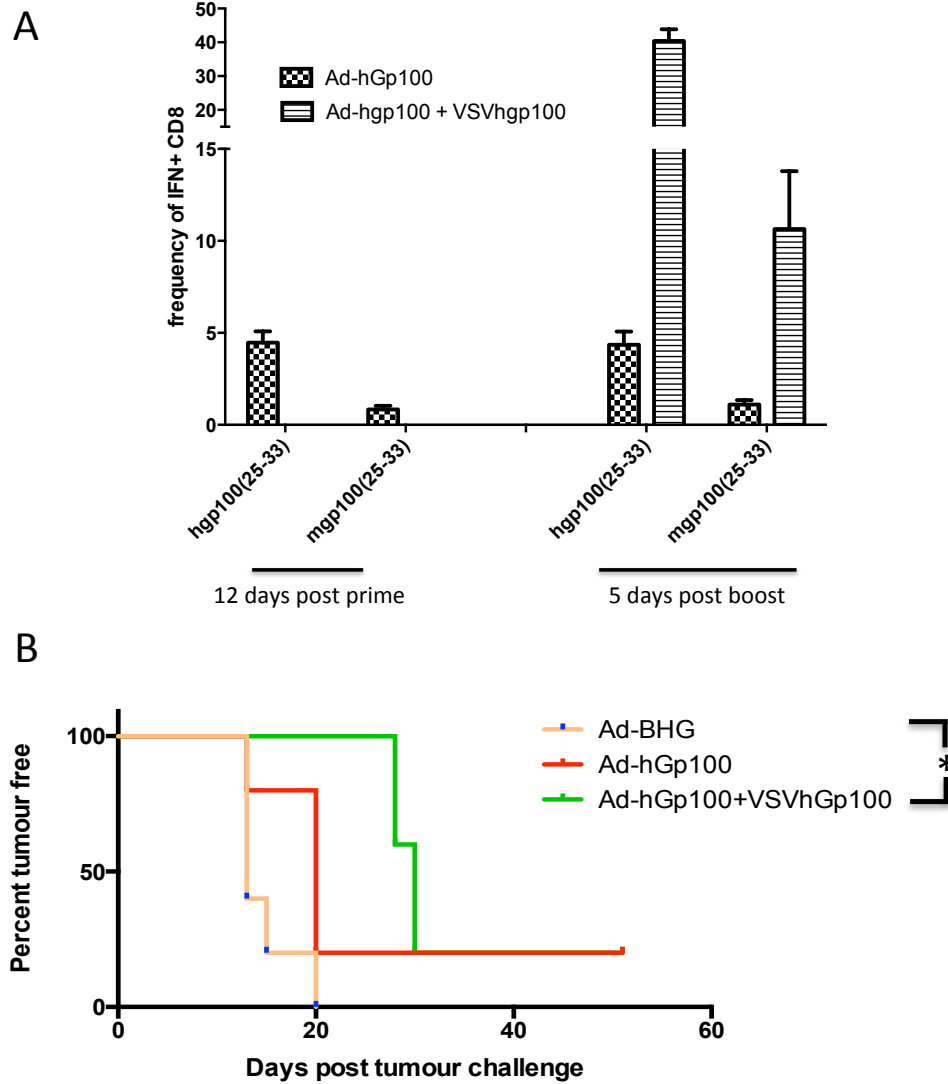 A
50
40
30
20
15
10
5
0
frequency of IFN+ CD8
Ad-hGp100
Ad-hgp100 + VSVhgp100
hgp100(25-33)
mgp100(25-33)
hgp100(25-33)
mgp100(25-33)
12 days post prime
5 days post boost
B
Percent tumour free
100
50
0
Ad-BHG
Ad-hGp100
Ad-hGp100+VSVhGp100
*
0
20
40
60
Days post tumour challenge